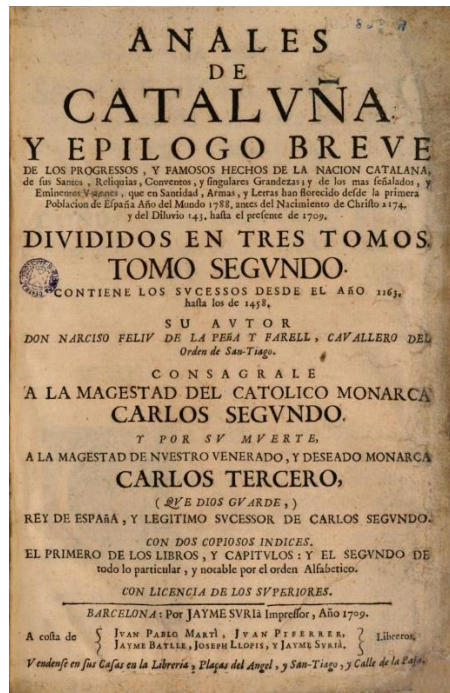 ANALES
DE
CATALVÑA
Y EPILOGO BREVE
DE LOS PROGRESSOS, Y FAMOSOS HECHOS DE LA NACION CATALANA,
de sus Santos, Reliquias, Conventos, y singulares Grandezas; y de los mas señalados, y
Eminentes Varones, que en Santidad, Armas, y Letras han florecido desde la primera
Poblacion de España Año del Mundo 1788, antes del Nacimiento de Christo 2174,
y del Diluvio 143, hasta el presente de 1709.
DIVIDIDOS EN TRES TOMOS.
TOMO SEGVNDO.
CONTIENE LOS SVCESSOS DESDE EL Año 1163,
hasta los de 1458.
SU AVTOR
DON NARCISO FELIV DE LA PEÑA Y FARELL, CAVALLERO DEL
Orden de San-Tiago.
CONSAGRALE
A LA MAGESTAD DEL CATOLICO MONARCA
CARLOS SEGVNDO.
Y POR SV MVERTE,
A LA MAGESTAD DE NVESTRO VENERADO, Y DESEADO MONARCA
CARLOS TERCERO,
(QVE DIOS GVARDE,)
REY DE ESPAñA, Y LEGITIMO SVCESSOR DE CARLOS SEGVNDO.
CON DOS COPIOSOS INDICES.
EL PRIMERO DE LOS LIBROS, Y CAPITVLOS: Y EL SEGVNDO DE
todo lo particular, y notable por el orden Alfabetico.
CON LICENCIA DE LOS SVPERIORES.
BARCELONA: Por JAYME SVRIà Impressor, Año 1709.
A costa de { JVAN PABLO MARTì, JVAN PIFERRER, } Libreros,
JAYME BATLLE, JOSEPH LLOPIS, Y JAYME SVRIà.
Vendense en sus Casas en la Libreria, Plaças del Angel, y San-Tiago, y Calle de la Paja.